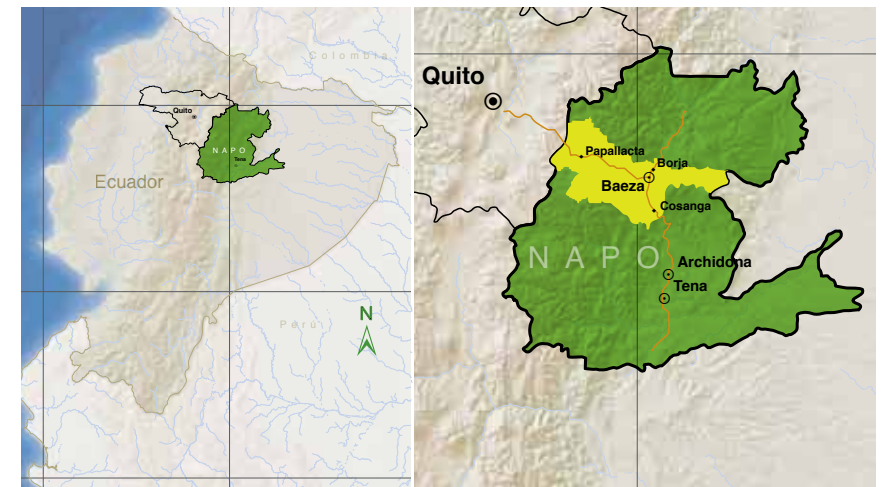 Colombia
Quito
NAPO
Tena
Ecuador
Perú
N
Quito
Papallacta
Borja
Baeza
Cosanga
NAPO
Archidona
Tena